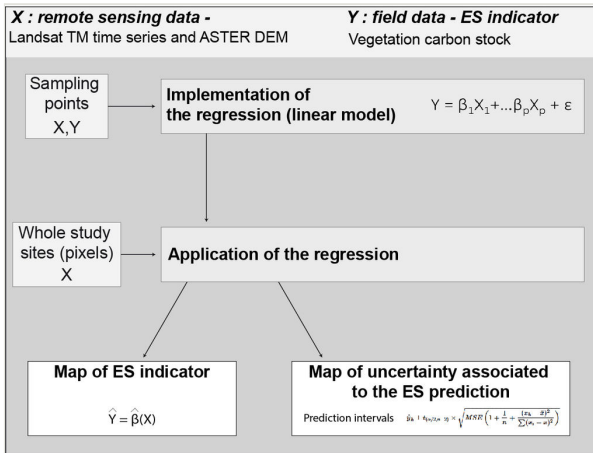 X : remote sensing data -
Landsat TM time series and ASTER DEM
Y : field data - ES indicator
Vegetation carbon stock
Sampling
points
X,Y
Implementation of
the regression (linear model)
Y = β₁X₁+...βₚXₚ + ε
Whole study
sites (pixels)
X
Application of the regression
Map of ES indicator
Ŷ = β̂(X)
Map of uncertainty associated
to the ES prediction
Prediction intervals